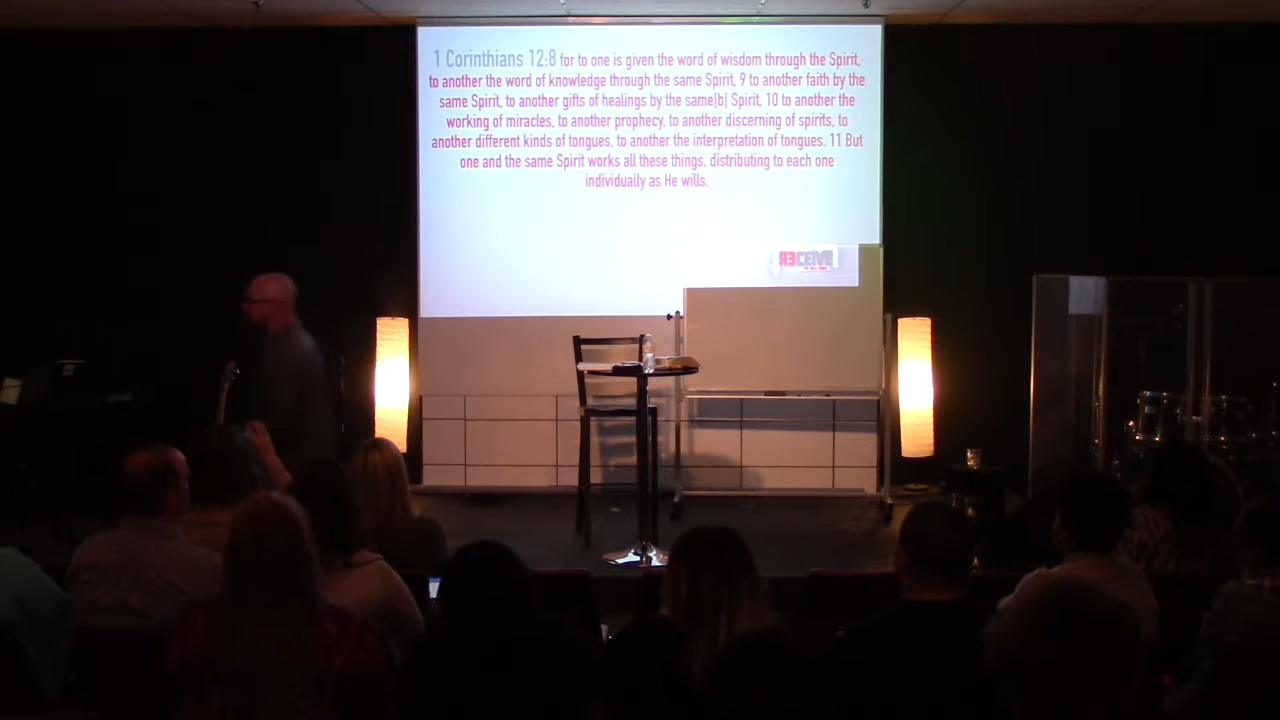 1 Corinthians 12:8 for to one is given the word of wisdom through the Spirit,
to another the word of knowledge through the same Spirit, 9 to another faith by the
same Spirit, to another gifts of healings by the same[b] Spirit, 10 to another the
working of miracles, to another prophecy, to another discerning of spirits, to
another different kinds of tongues, to another the interpretation of tongues. 11 But
one and the same Spirit works all these things, distributing to each one
individually as He wills.
RECEIVE